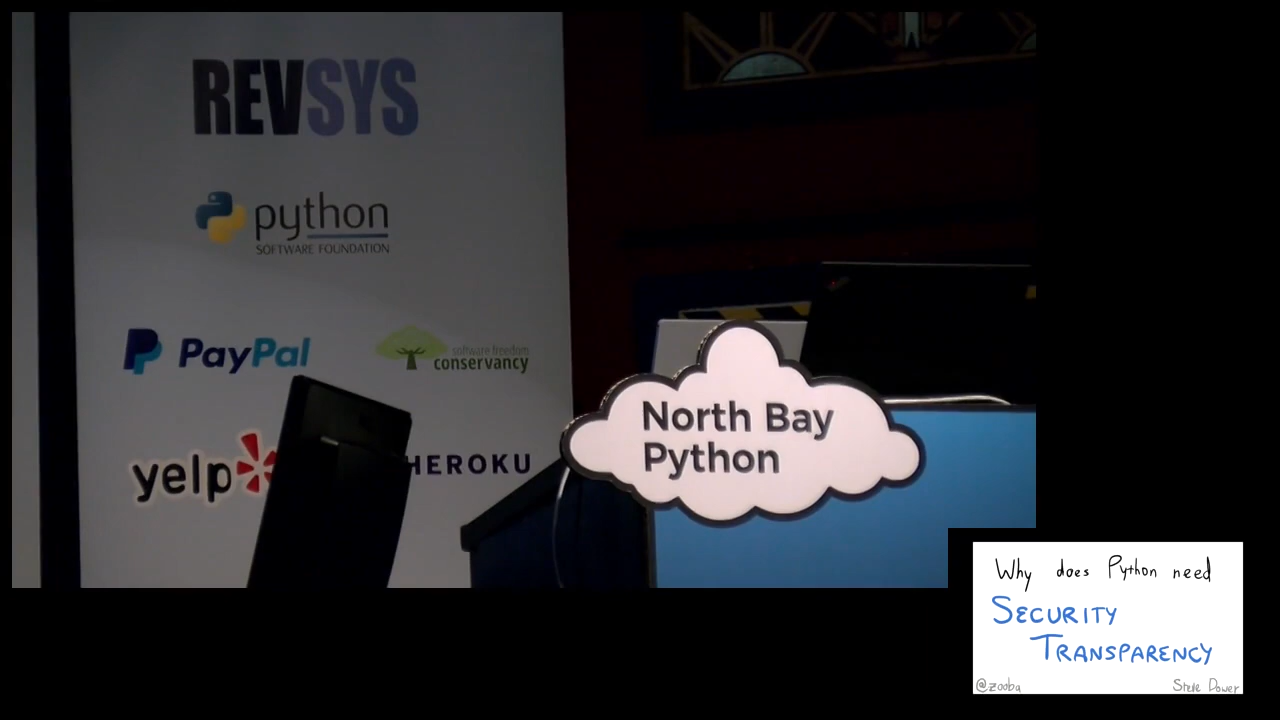 REVSYS
python
SOFTWARE FOUNDATION
PayPal
software freedom
conservancy
yelp
HEROKU
North Bay
Python
Why does Python need
SECURITY
TRANSPARENCY
@zooba
Steve Dower